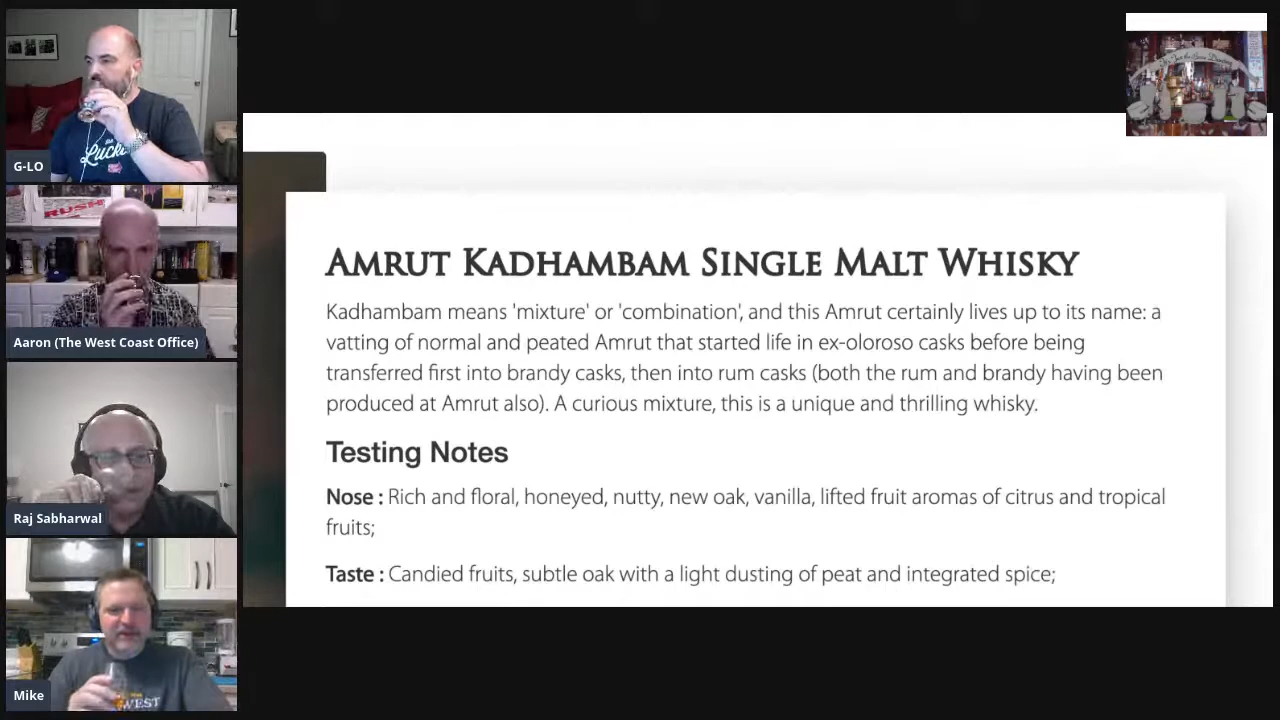 G-LO
Lucky
RUSH
Aaron (The West Coast Office)
Raj Sabharwal
Mike
WEST
AMRUT KADHAMBAM SINGLE MALT WHISKY
Kadhambam means 'mixture' or 'combination', and this Amrut certainly lives up to its name: a
vatting of normal and peated Amrut that started life in ex-oloroso casks before being
transferred first into brandy casks, then into rum casks (both the rum and brandy having been
produced at Amrut also). A curious mixture, this is a unique and thrilling whisky.
Testing Notes
Nose : Rich and floral, honeyed, nutty, new oak, vanilla, lifted fruit aromas of citrus and tropical
fruits;
Taste : Candied fruits, subtle oak with a light dusting of peat and integrated spice;